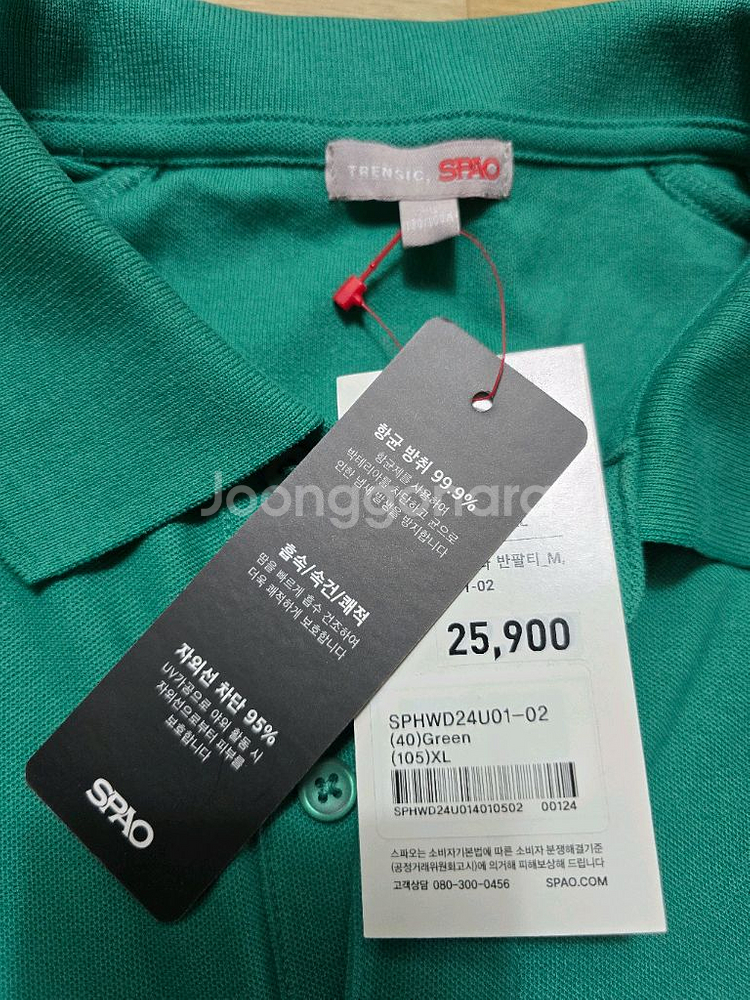 TRENSIC, SPAO
항균 방취 99.9%
항균제를 사용하여
박테리아를 차단하고 균으로
인한 냄새 발생을 방지합니다
흡속/속건/쾌적
땀을 빠르게 흡수 건조하여
더욱 쾌적하게 보호합니다
자외선 차단 95%
UV가공으로 야외 활동 시
자외선으로부터 피부를
보호합니다
SPAO
Joonggonara
반팔티_M,
1-02
25,900
SPHWD24U01-02
(40)Green
(105)XL
SPHWD24U014010502 00124
스파오는 소비자기본법에 따른 소비자 분쟁해결기준
(공정거래위원회고시)에 의거해 피해보상해 드립니다
고객상담 080-300-0456 SPAO.COM